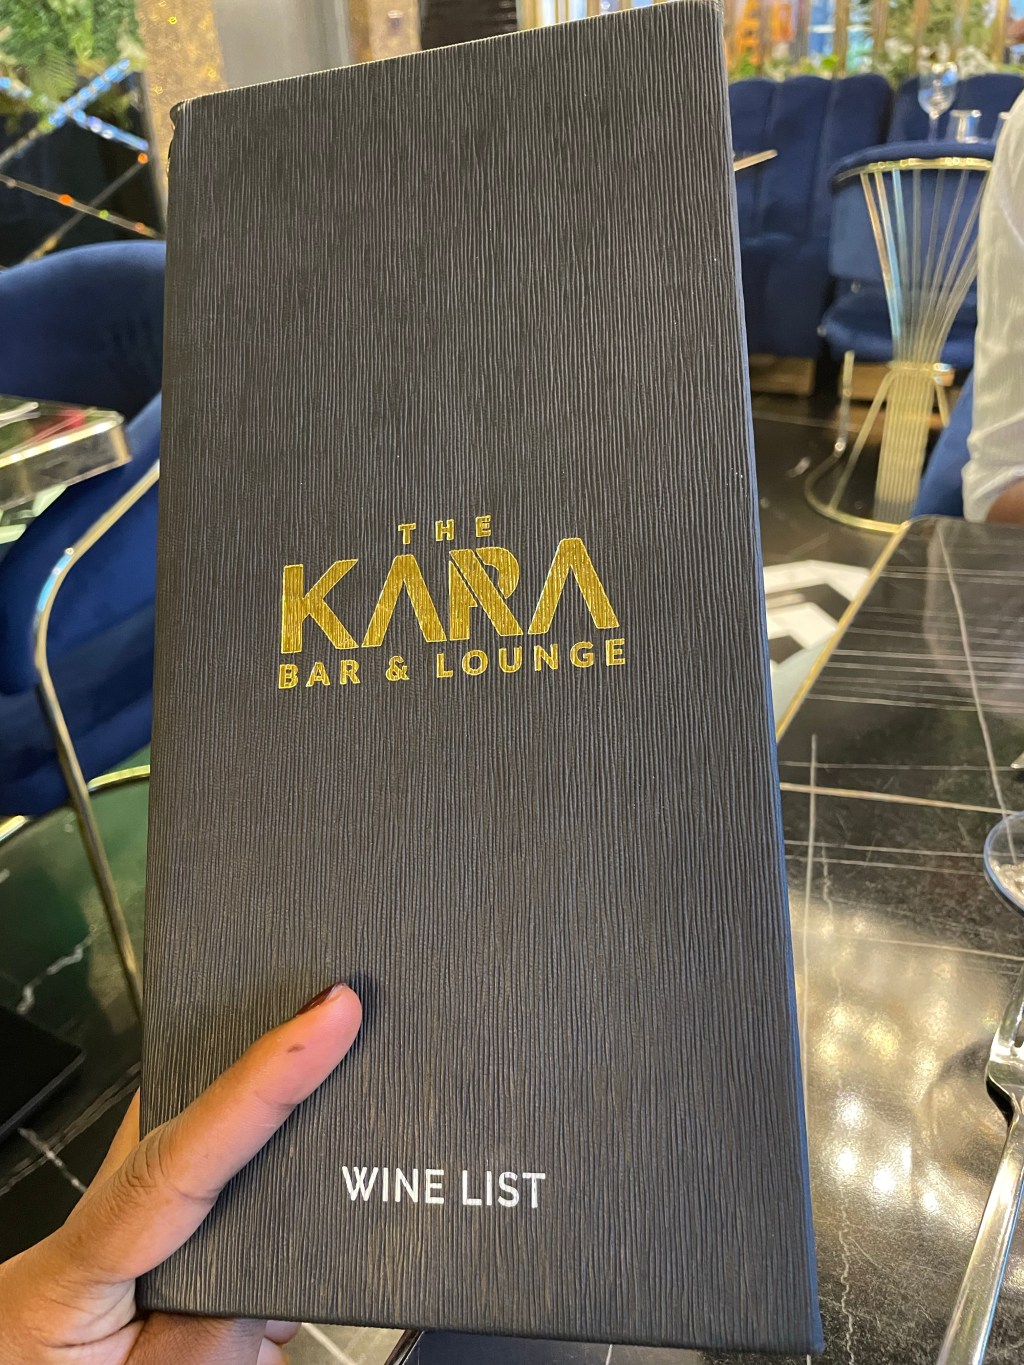 THE
KARA
BAR & LOUNGE
WINE LIST